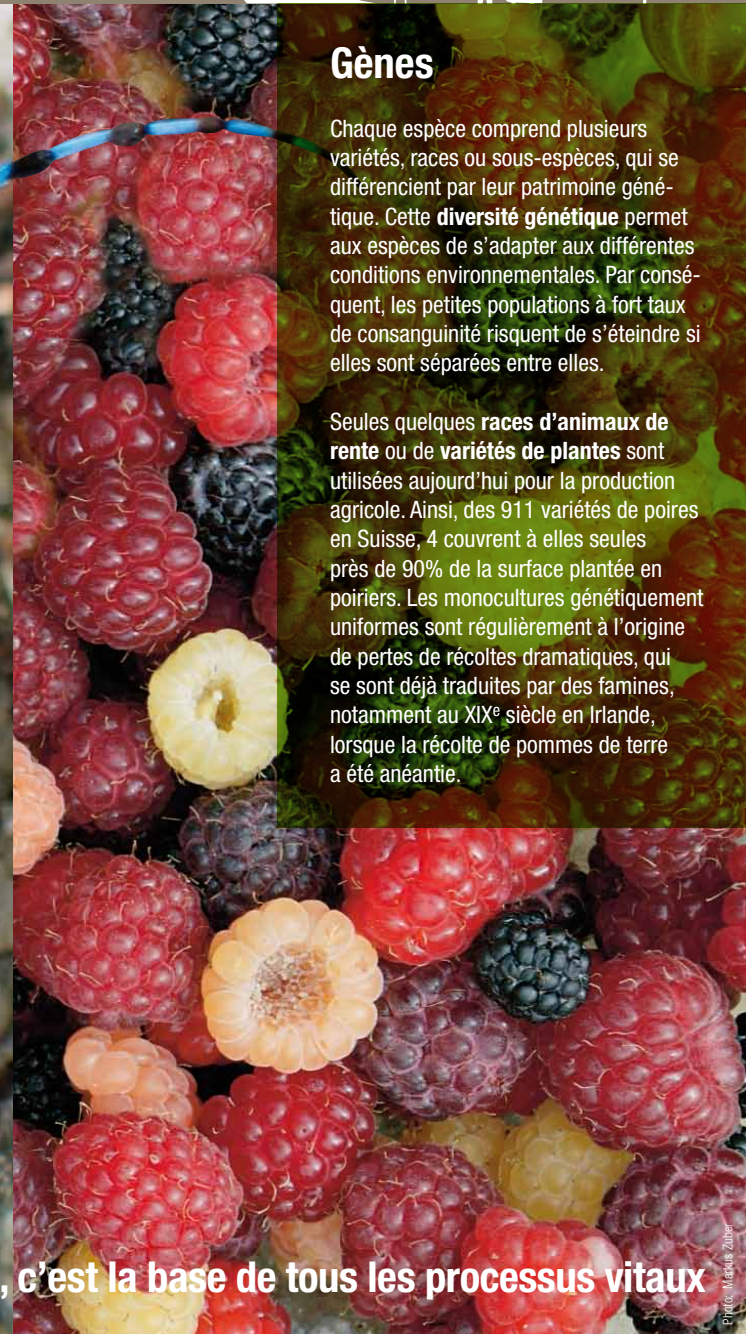 Gènes
Chaque espèce comprend plusieurs
variétés, races ou sous-espèces, qui se
différencient par leur patrimoine géné-
tique. Cette diversité génétique permet
aux espèces de s’adapter aux différentes
conditions environnementales. Par consé-
quent, les petites populations à fort taux
de consanguinité risquent de s’éteindre si
elles sont séparées entre elles.
Seules quelques races d’animaux de
rente ou de variétés de plantes sont
utilisées aujourd’hui pour la production
agricole. Ainsi, des 911 variétés de poires
en Suisse, 4 couvrent à elles seules
près de 90% de la surface plantée en
poiriers. Les monocultures génétiquement
uniformes sont régulièrement à l’origine
de pertes de récoltes dramatiques, qui
se sont déjà traduites par des famines,
notamment au XIXe siècle en Irlande,
lorsque la récolte de pommes de terre
a été anéantie.
, c’est la base de tous les processus vitaux
Photo: Markus Zuber